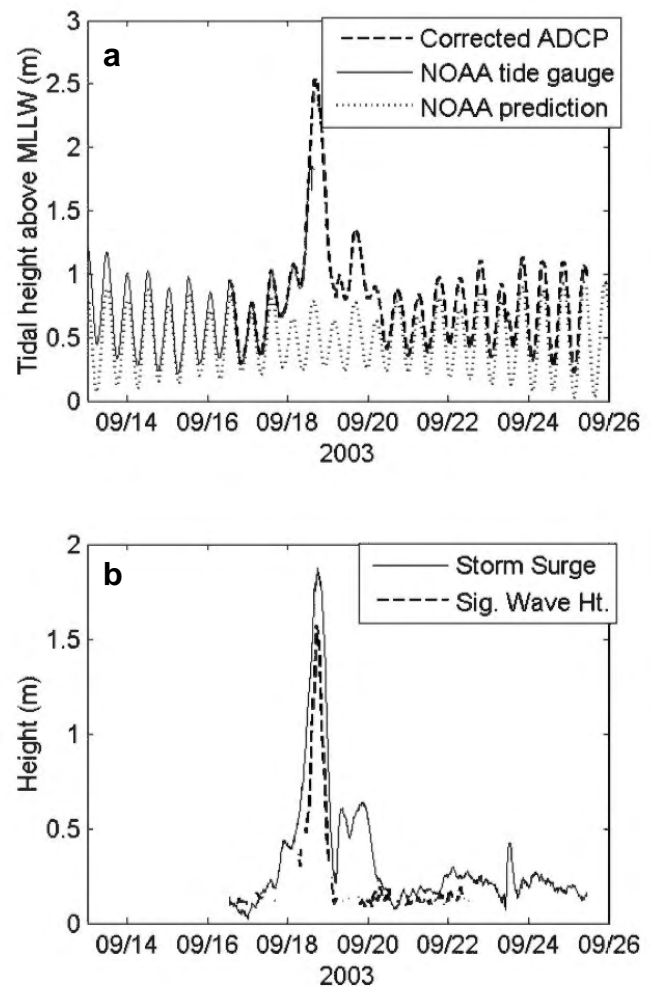 a
Corrected ADCP
NOAA tide gauge
NOAA prediction
Tidal height above MLLW (m)
3
2.5
2
1.5
1
0.5
0
09/14 09/16 09/18 09/20 09/22 09/24 09/26
2003
b
Storm Surge
Sig. Wave Ht.
Height (m)
2
1.5
1
0.5
0
09/14 09/16 09/18 09/20 09/22 09/24 09/26
2003